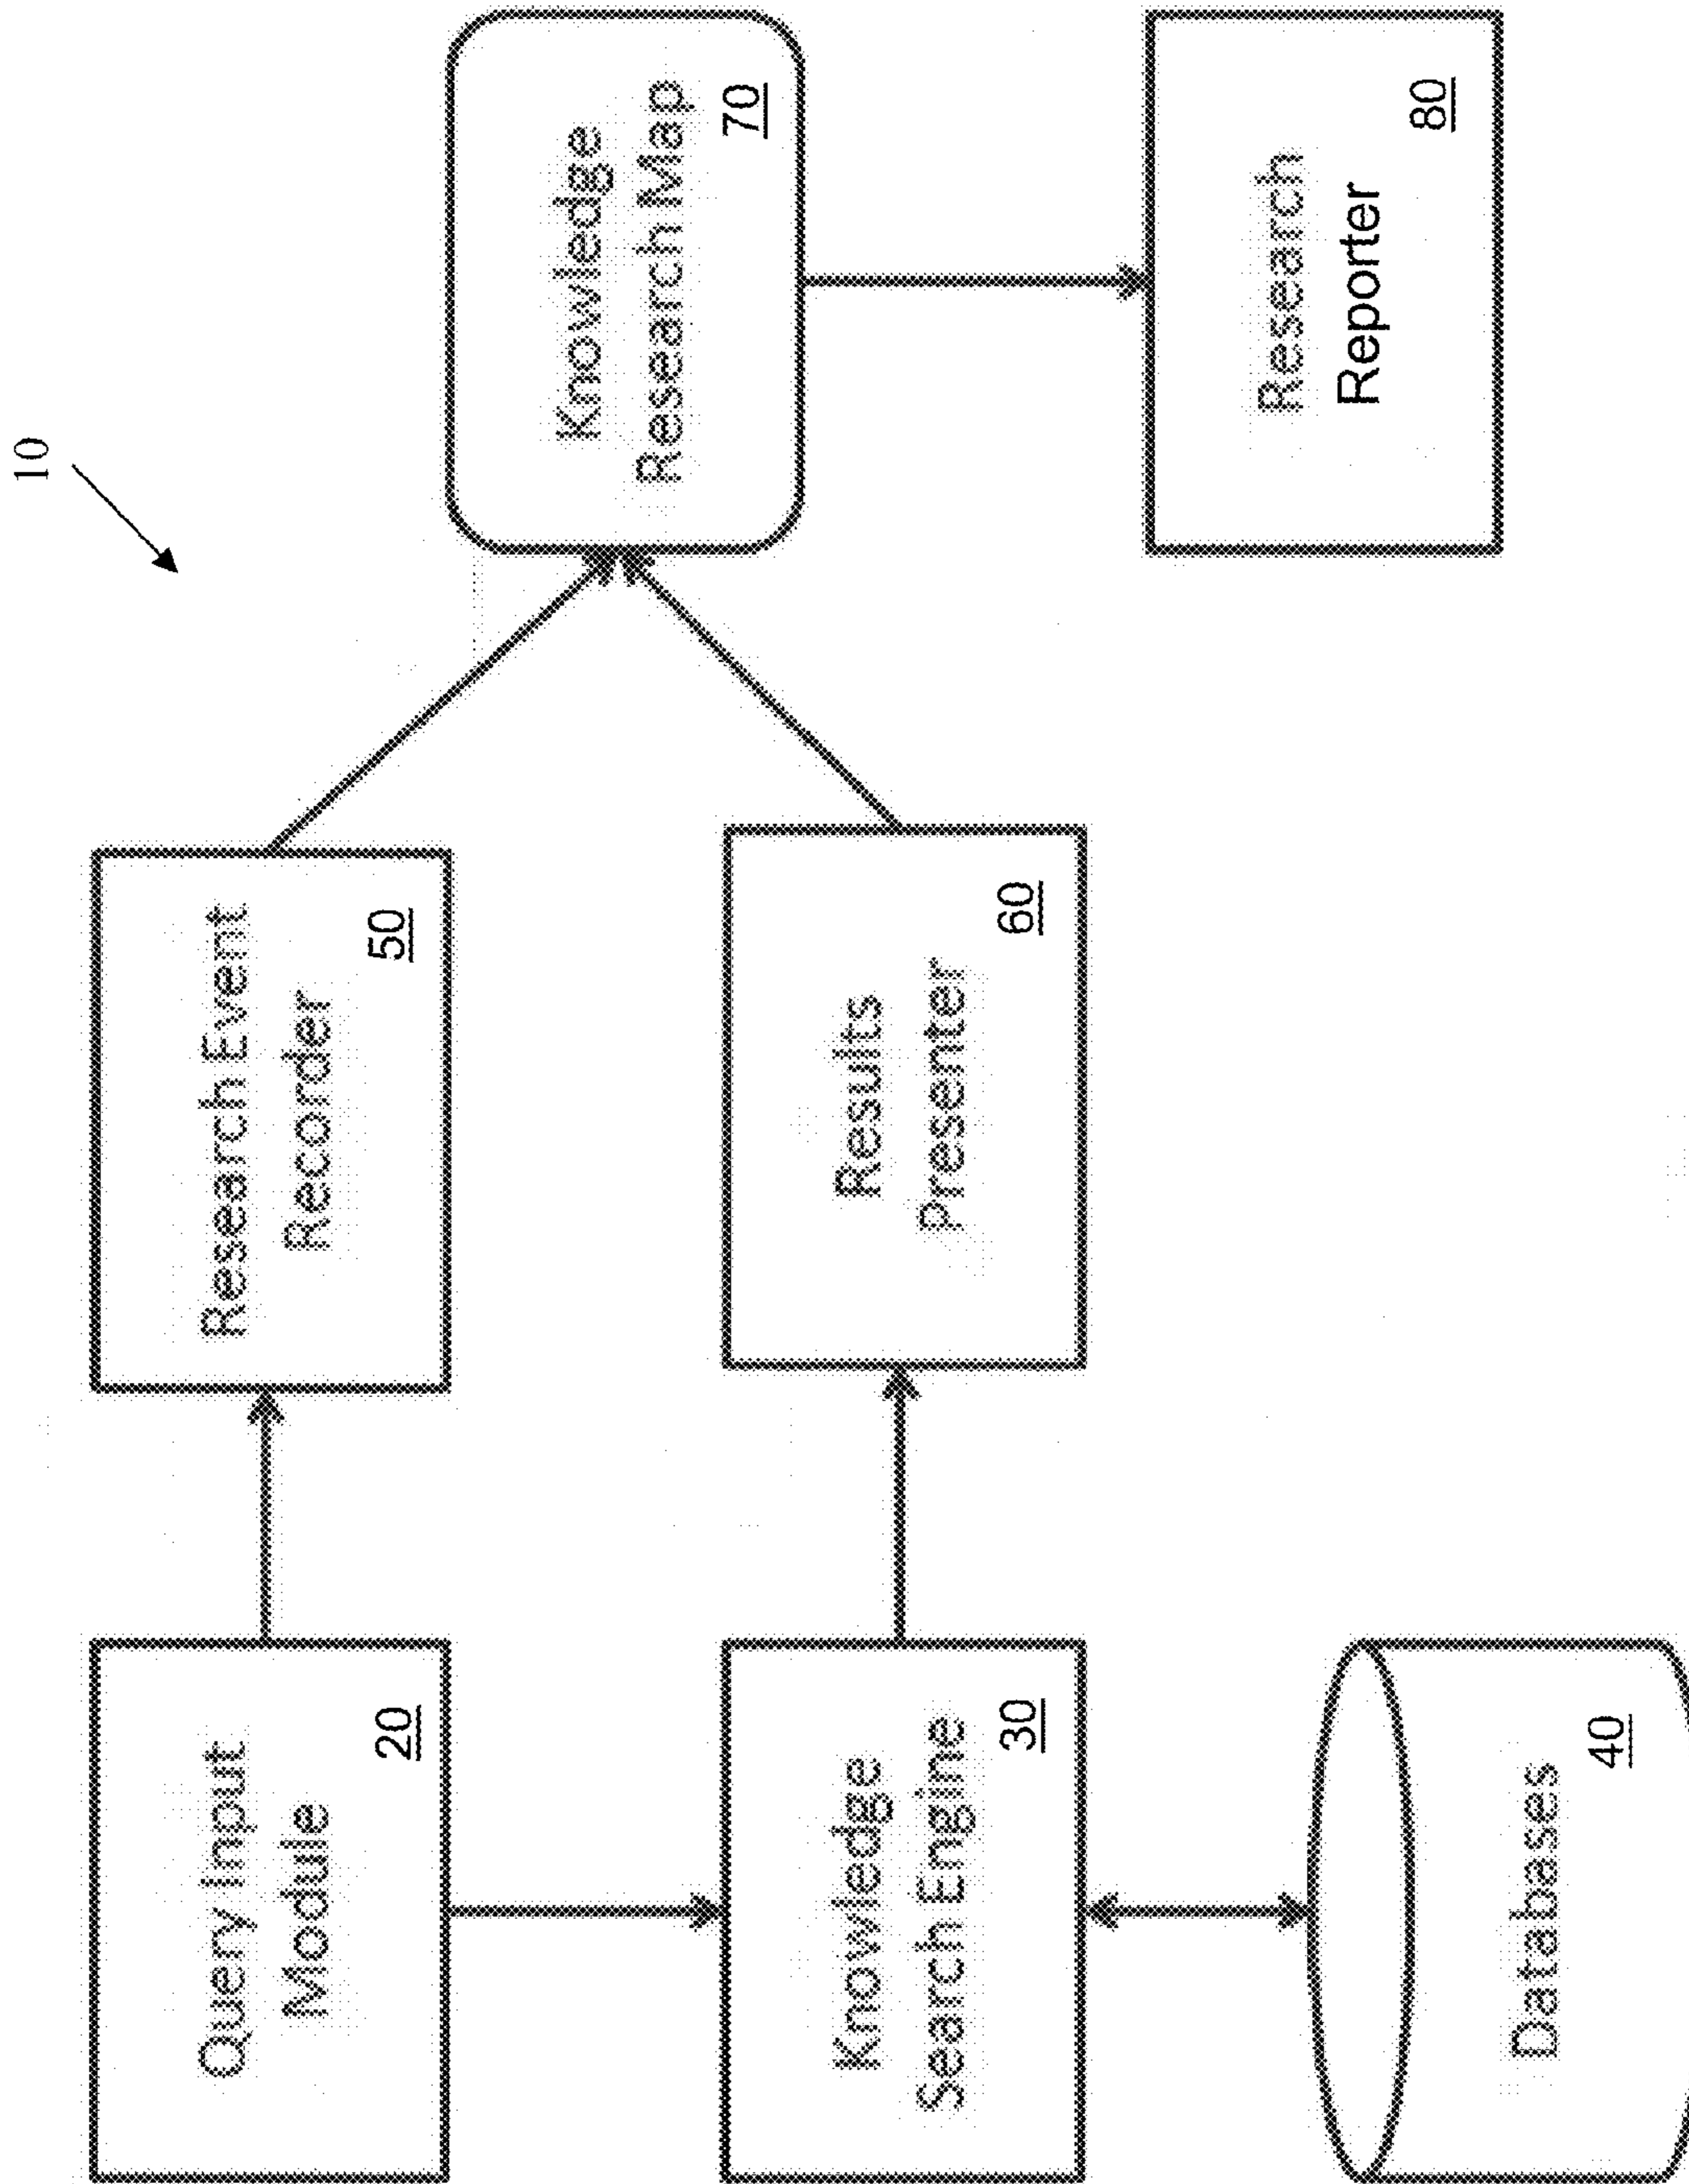 10
Query Input
Module
20
Research Event
Recorder
50
Knowledge
Search Engine
30
Results
Presenter
60
Knowledge
Research Map
70
Databases
40
Research
Reporter
80